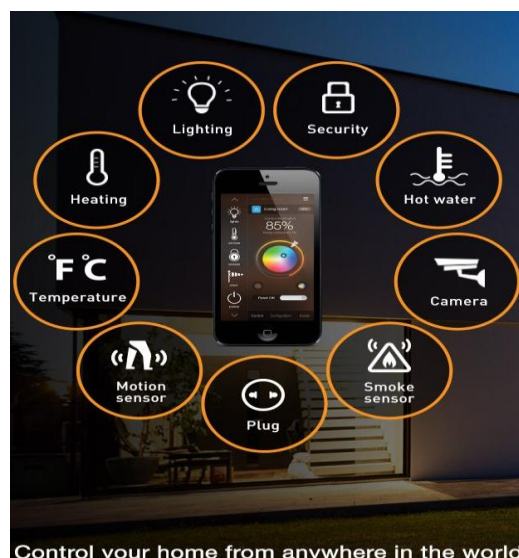 Lighting
Security
Heating
Hot water
°F °C
Temperature
Camera
85%
Motion
sensor
Smoke
sensor
Plug
Control your home from anywhere in the world